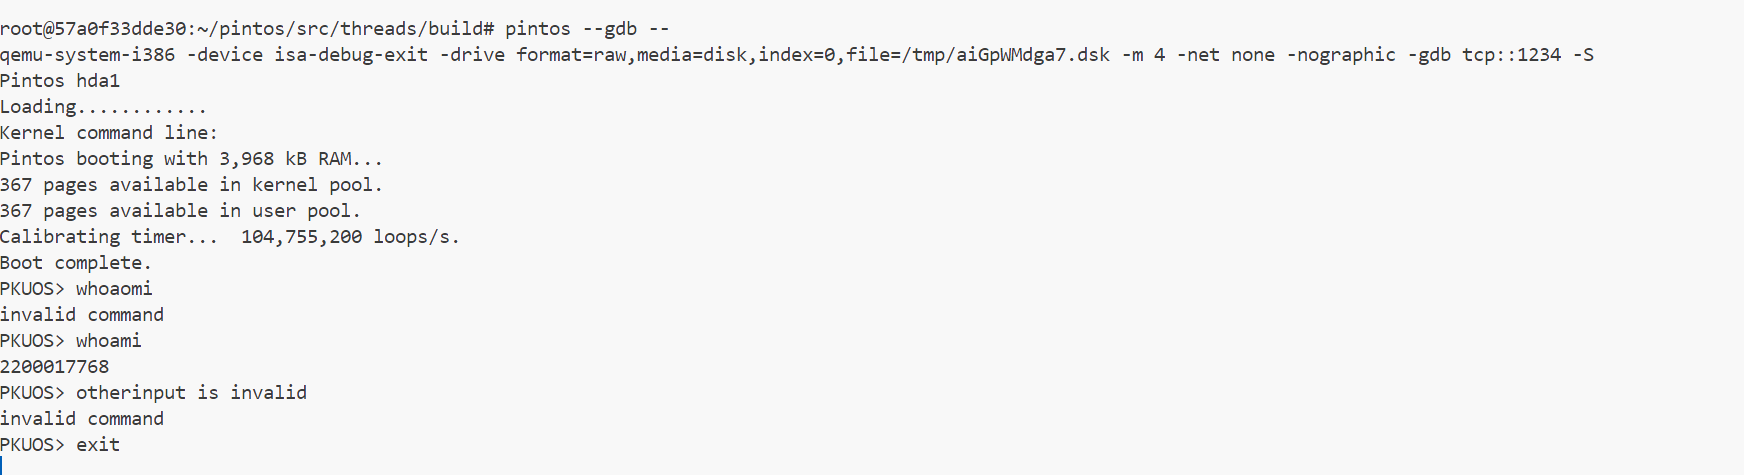 root@57a0f33dde30:~/pintos/src/threads/build# pintos --gdb --
qemu-system-i386 -device isa-debug-exit -drive format=raw,media=disk,index=0,file=/tmp/aiGpWMdga7.dsk -m 4 -net none -nographic -gdb tcp::1234 -S
Pintos hda1
Loading............
Kernel command line:
Pintos booting with 3,968 kB RAM...
367 pages available in kernel pool.
367 pages available in user pool.
Calibrating timer...  104,755,200 loops/s.
Boot complete.
PKUOS> whoaomi
invalid command
PKUOS> whoami
2200017768
PKUOS> otherinput is invalid
invalid command
PKUOS> exit